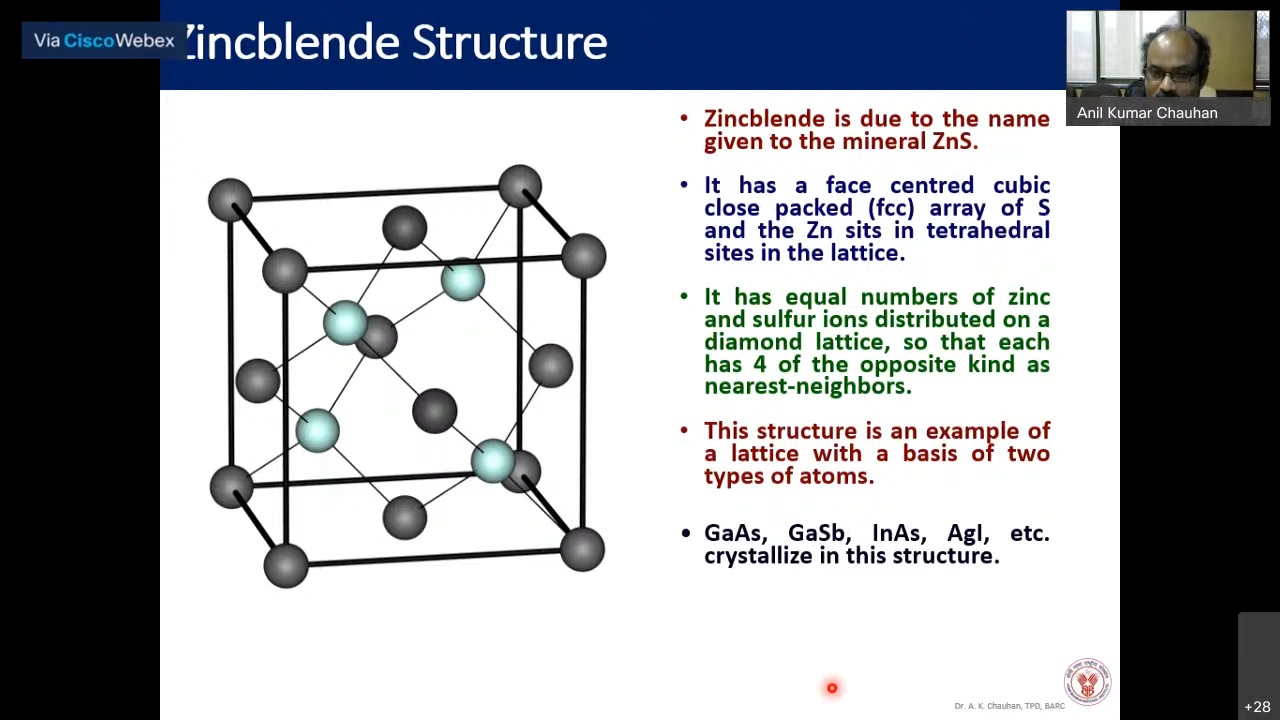 Via CiscoWebex
Zincblende Structure
Anil Kumar Chauhan
• Zincblende is due to the name
given to the mineral ZnS.
• It has a face centred cubic
close packed (fcc) array of S
and the Zn sits in tetrahedral
sites in the lattice.
• It has equal numbers of zinc
and sulfur ions distributed on a
diamond lattice, so that each
has 4 of the opposite kind as
nearest-neighbors.
• This structure is an example of
a lattice with a basis of two
types of atoms.
• GaAs, GaSb, InAs, AgI, etc.
crystallize in this structure.
Dr. A. K. Chauhan, TPD, BARC
+28